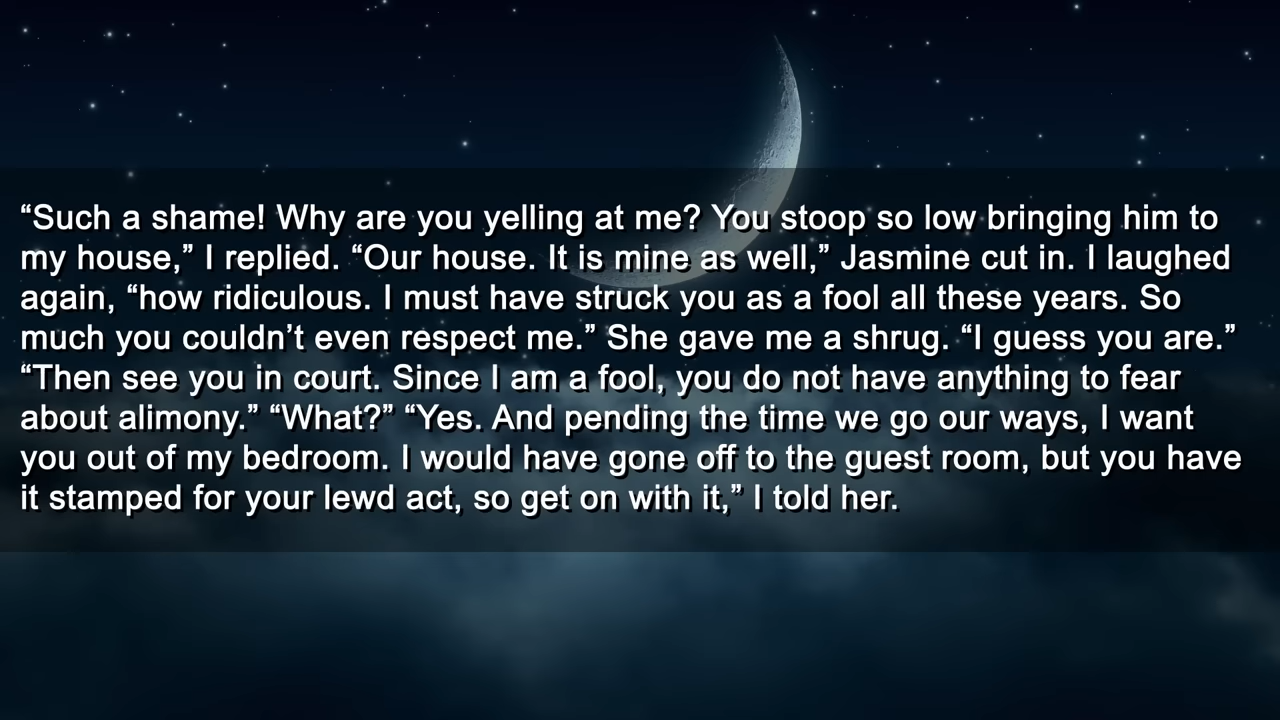 “Such a shame! Why are you yelling at me? You stoop so low bringing him to
my house,” I replied. “Our house. It is mine as well,” Jasmine cut in. I laughed
again, “how ridiculous. I must have struck you as a fool all these years. So
much you couldn’t even respect me.” She gave me a shrug. “I guess you are.”
“Then see you in court. Since I am a fool, you do not have anything to fear
about alimony.” “What?” “Yes. And pending the time we go our ways, I want
you out of my bedroom. I would have gone off to the guest room, but you have
it stamped for your lewd act, so get on with it,” I told her.